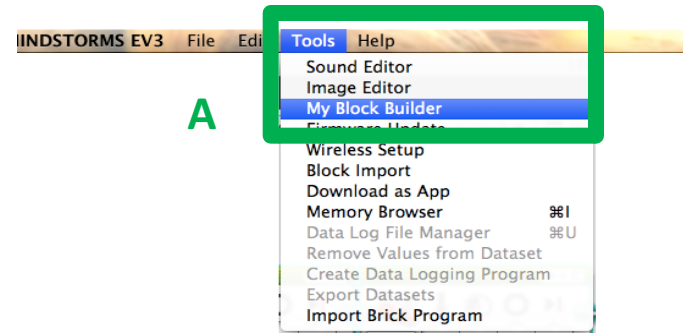 MINDSTORMS EV3 File Edi Tools Help
Sound Editor
Image Editor
My Block Builder
A
Firmware Update
Wireless Setup
Block Import
Download as App
Memory Browser ⌘I
Data Log File Manager ⌘U
Remove Values from Dataset
Create Data Logging Program
Export Datasets
Import Brick Program